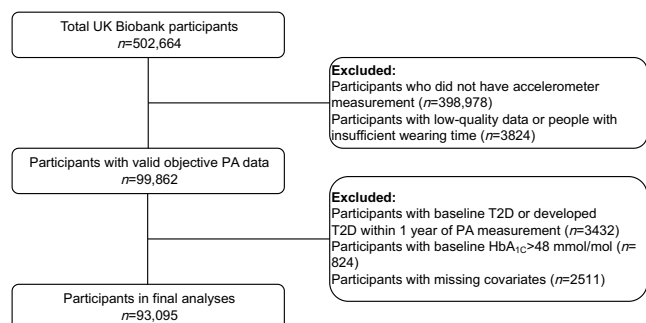 Total UK Biobank participants
n=502,664
Excluded:
Participants who did not have accelerometer
measurement (n=398,978)
Participants with low-quality data or people with
insufficient wearing time (n=3824)
Participants with valid objective PA data
n=99,862
Excluded:
Participants with baseline T2D or developed
T2D within 1 year of PA measurement (n=3432)
Participants with baseline HbA1C>48 mmol/mol (n=
824)
Participants with missing covariates (n=2511)
Participants in final analyses
n=93,095